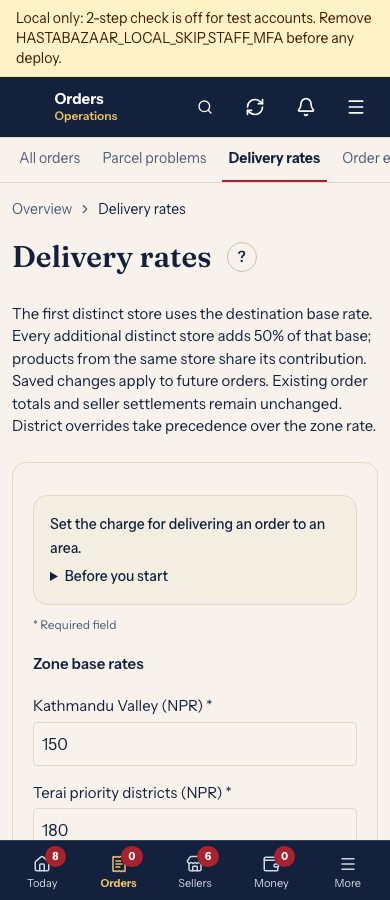 Local only: 2-step check is off for test accounts. Remove
HASTABAZAAR_LOCAL_SKIP_STAFF_MFA before any
deploy.
Orders
Operations
All orders Parcel problems Delivery rates Order e
Overview > Delivery rates
Delivery rates ?
The first distinct store uses the destination base rate.
Every additional distinct store adds 50% of that base;
products from the same store share its contribution.
Saved changes apply to future orders. Existing order
totals and seller settlements remain unchanged.
District overrides take precedence over the zone rate.
Set the charge for delivering an order to an
area.
▶ Before you start
* Required field
Zone base rates
Kathmandu Valley (NPR) *
150
Terai priority districts (NPR) *
180
8 0 6 0
Today Orders Sellers Money More